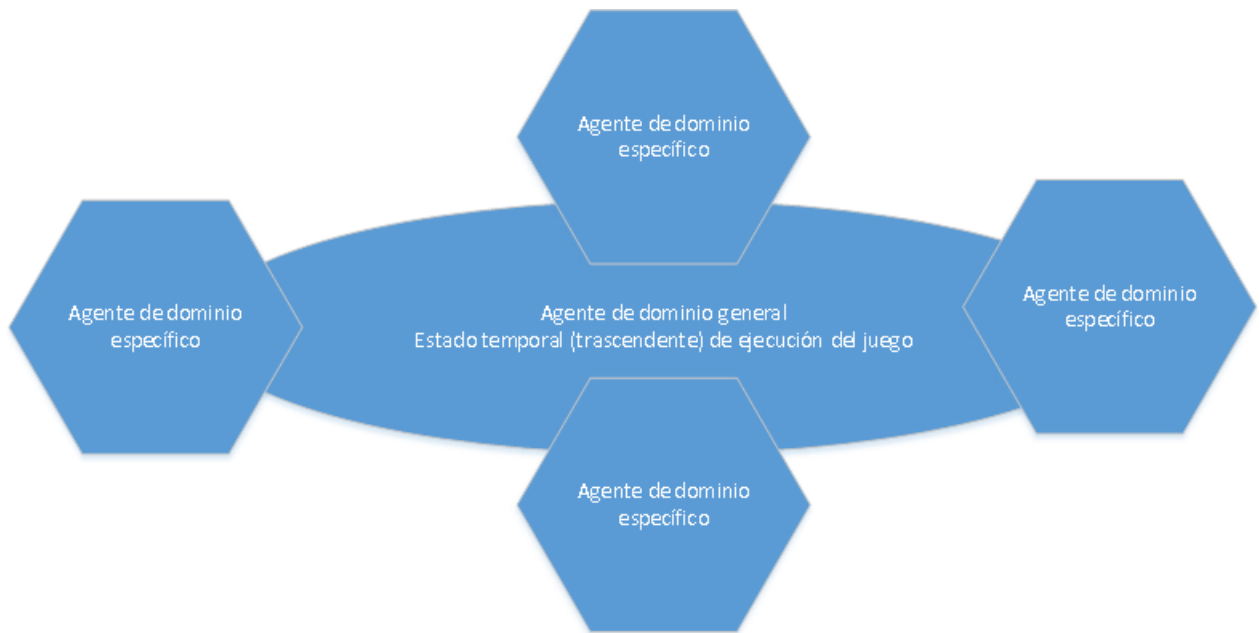 Agente de dominio
específico
Agente de dominio
específico
Agente de dominio general
Estado temporal (trascendente) de ejecución del juego
Agente de dominio
específico
Agente de dominio
específico